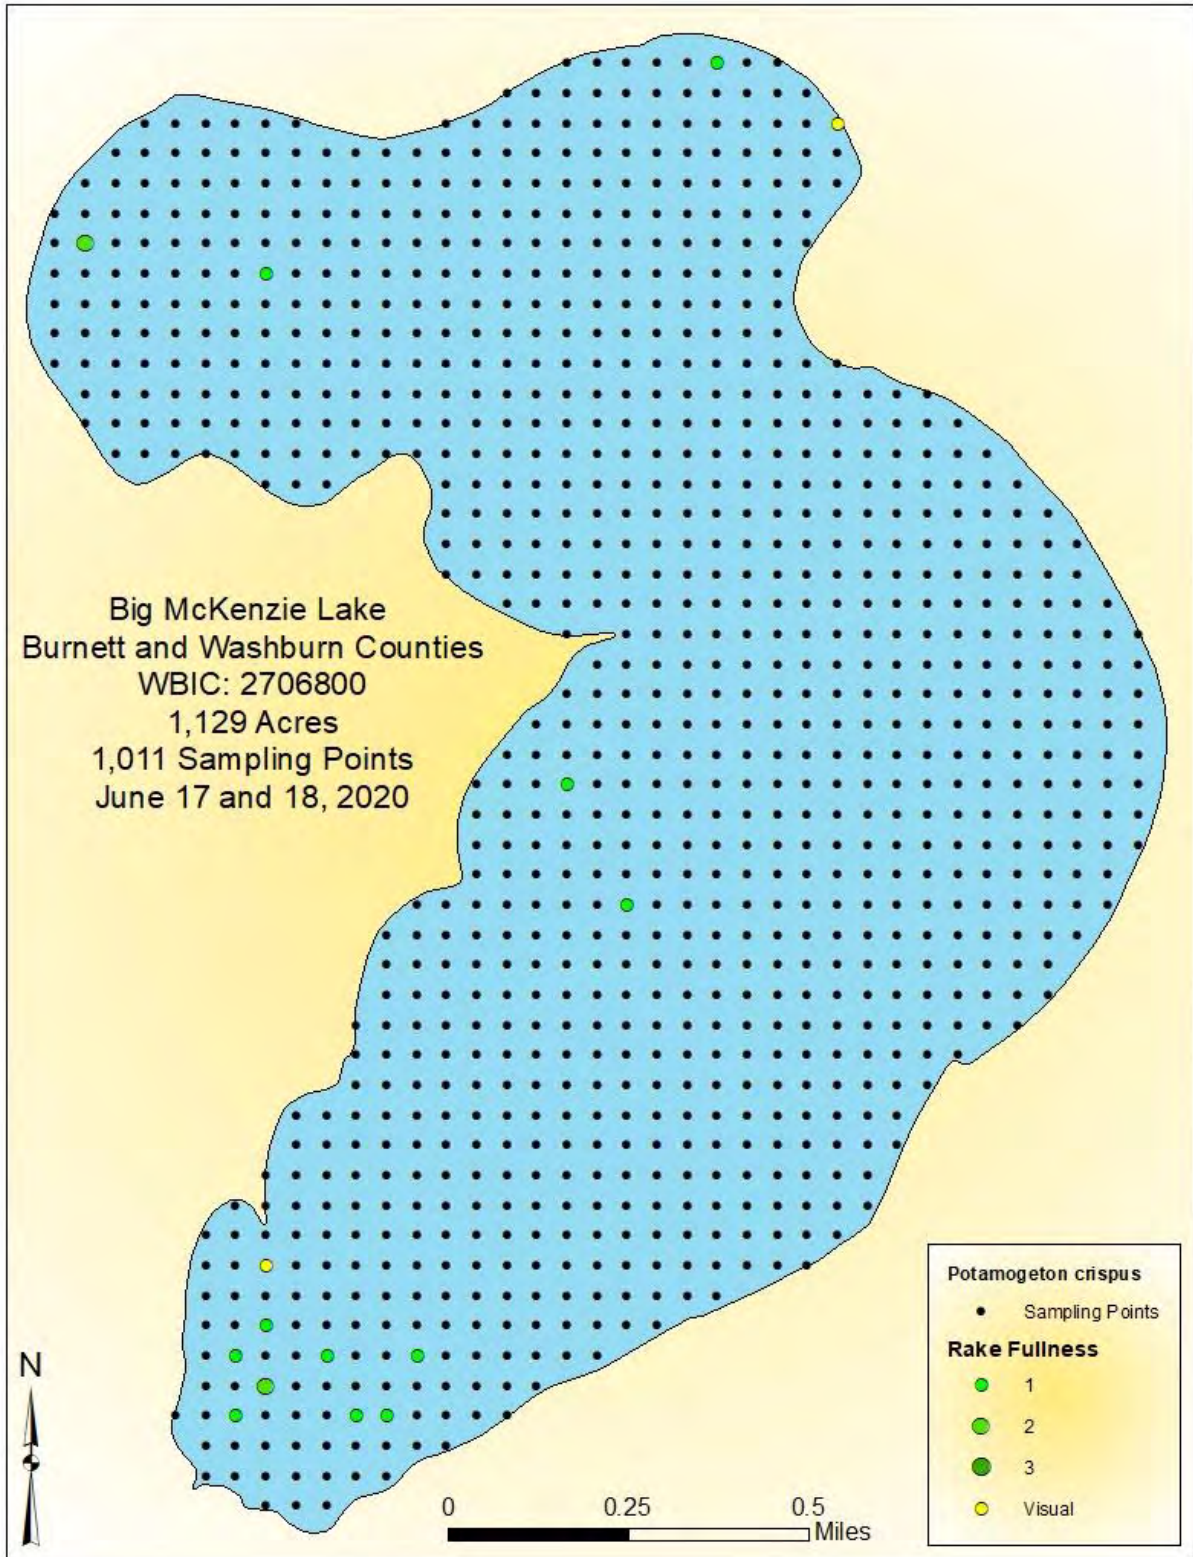 Big McKenzie Lake
Burnett and Washburn Counties
WBIC: 2706800
1,129 Acres
1,011 Sampling Points
June 17 and 18, 2020
N
0 0.25 0.5
Miles
Potamogeton crispus
Sampling Points
Rake Fullness
1
2
3
Visual